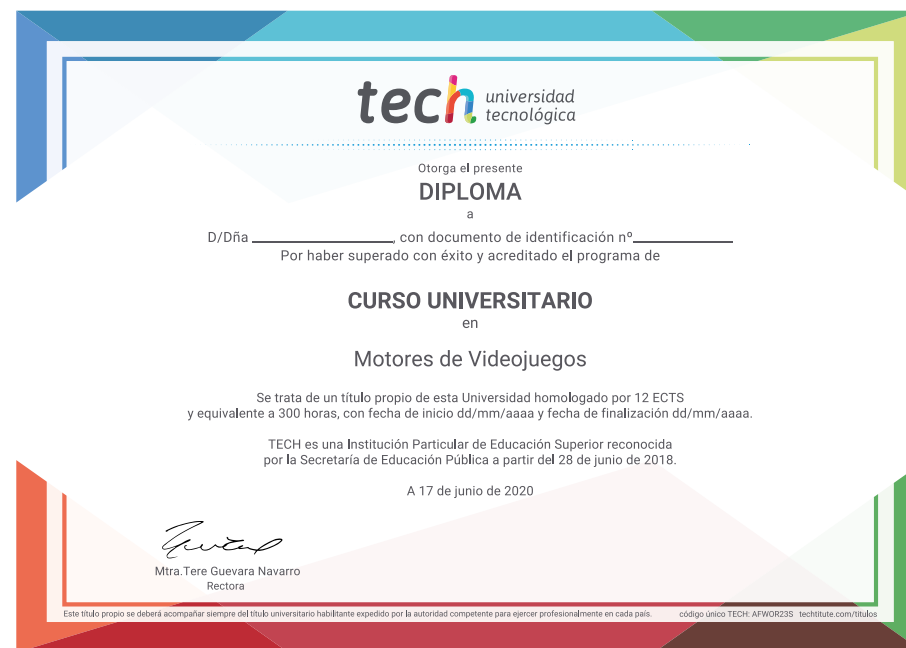 tech universidad
tecnológica
Otorga el presente
DIPLOMA
a
D/Dña , con documento de identificación nº
Por haber superado con éxito y acreditado el programa de
CURSO UNIVERSITARIO
en
Motores de Videojuegos
Se trata de un título propio de esta Universidad homologado por 12 ECTS
y equivalente a 300 horas, con fecha de inicio dd/mm/aaaa y fecha de finalización dd/mm/aaaa.
TECH es una Institución Particular de Educación Superior reconocida
por la Secretaría de Educación Pública a partir del 28 de junio de 2018.
A 17 de junio de 2020
Mtra.Tere Guevara Navarro
Rectora
Este título propio se deberá acompañar siempre del título universitario habilitante expedido por la autoridad competente para ejercer profesionalmente en cada país. código único TECH: AFWOR23S techtitute.com/titulos